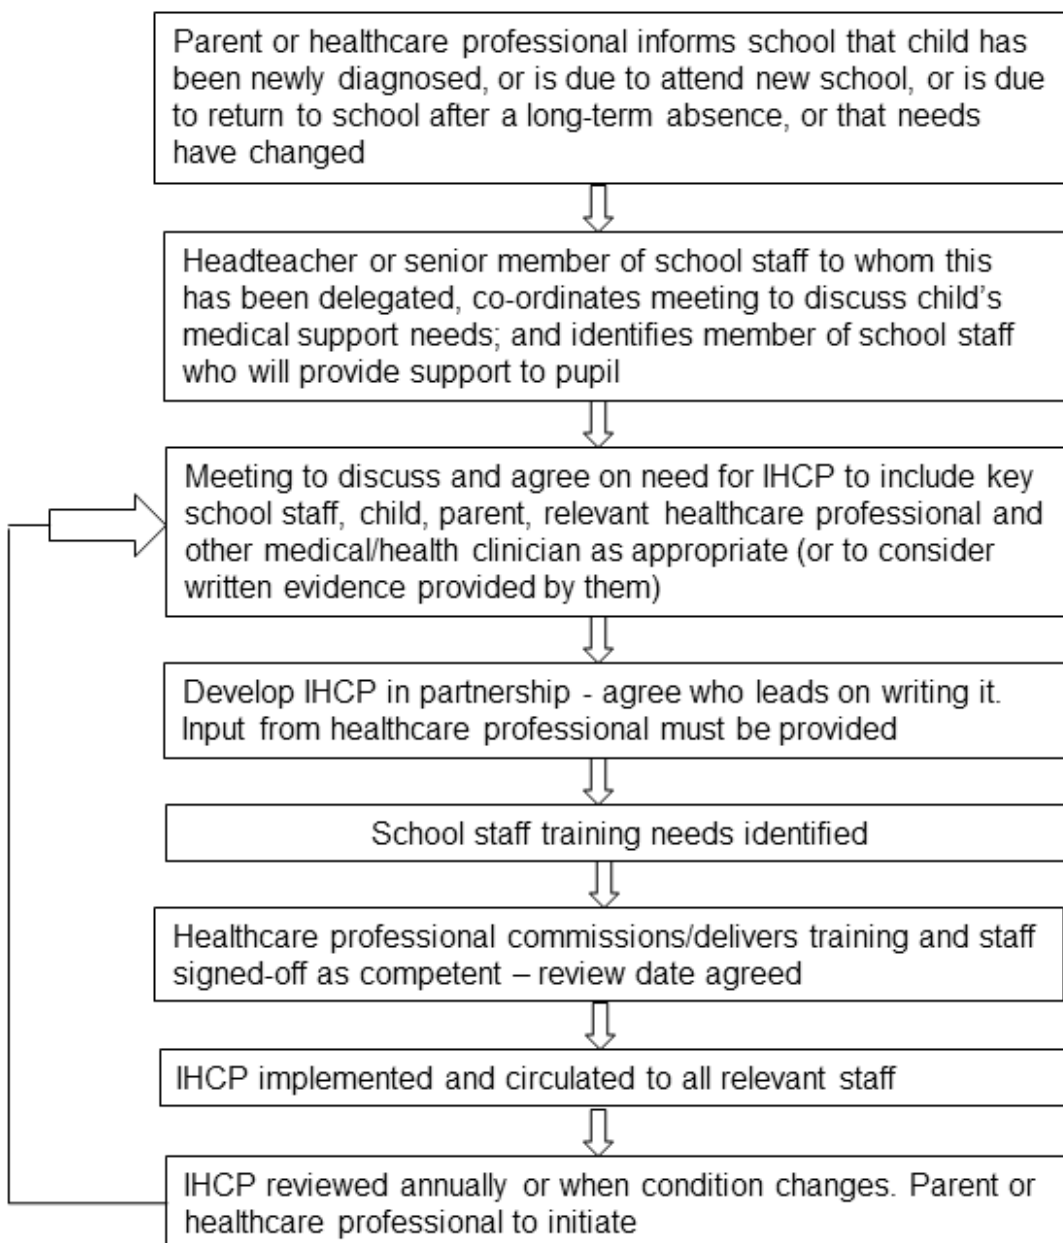 Parent or healthcare professional informs school that child has
been newly diagnosed, or is due to attend new school, or is due
to return to school after a long-term absence, or that needs
have changed
Headteacher or senior member of school staff to whom this
has been delegated, co-ordinates meeting to discuss child’s
medical support needs; and identifies member of school staff
who will provide support to pupil
Meeting to discuss and agree on need for IHCP to include key
school staff, child, parent, relevant healthcare professional and
other medical/health clinician as appropriate (or to consider
written evidence provided by them)
Develop IHCP in partnership - agree who leads on writing it.
Input from healthcare professional must be provided
School staff training needs identified
Healthcare professional commissions/delivers training and staff
signed-off as competent – review date agreed
IHCP implemented and circulated to all relevant staff
IHCP reviewed annually or when condition changes. Parent or
healthcare professional to initiate